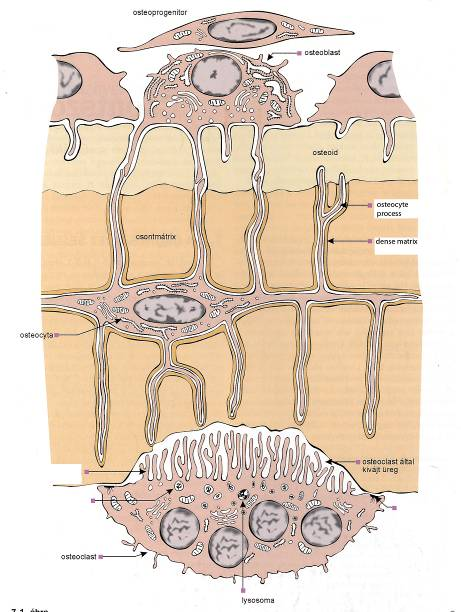 osteoprogenitor
osteoblast
osteoid
osteocyte
process
csontmátrix
dense matrix
osteocyta
osteoclast által
kivájt üreg
osteoclast
lysosoma
7-1. ábra